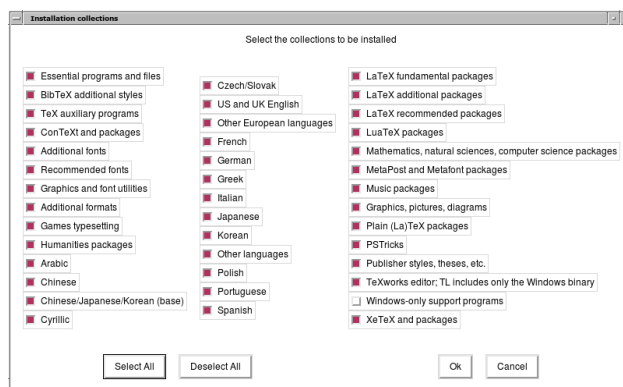 Installation collections
Select the collections to be installed
Essential programs and files
BibTeX additional styles
TeX auxiliary programs
ConTeXt and packages
Additional fonts
Recommended fonts
Graphics and font utilities
Additional formats
Games typesetting
Humanities packages
Arabic
Chinese
Chinese/Japanese/Korean (base)
Cyrillic
Czech/Slovak
US and UK English
Other European languages
French
German
Greek
Italian
Japanese
Korean
Other languages
Polish
Portuguese
Spanish
LaTeX fundamental packages
LaTeX additional packages
LaTeX recommended packages
LuaTeX packages
Mathematics, natural sciences, computer science packages
MetaPost and Metafont packages
Music packages
Graphics, pictures, diagrams
Plain (La)TeX packages
PSTricks
Publisher styles, theses, etc.
TeXworks editor; TL includes only the Windows binary
Windows-only support programs
XeTeX and packages
Select All
Deselect All
Ok
Cancel